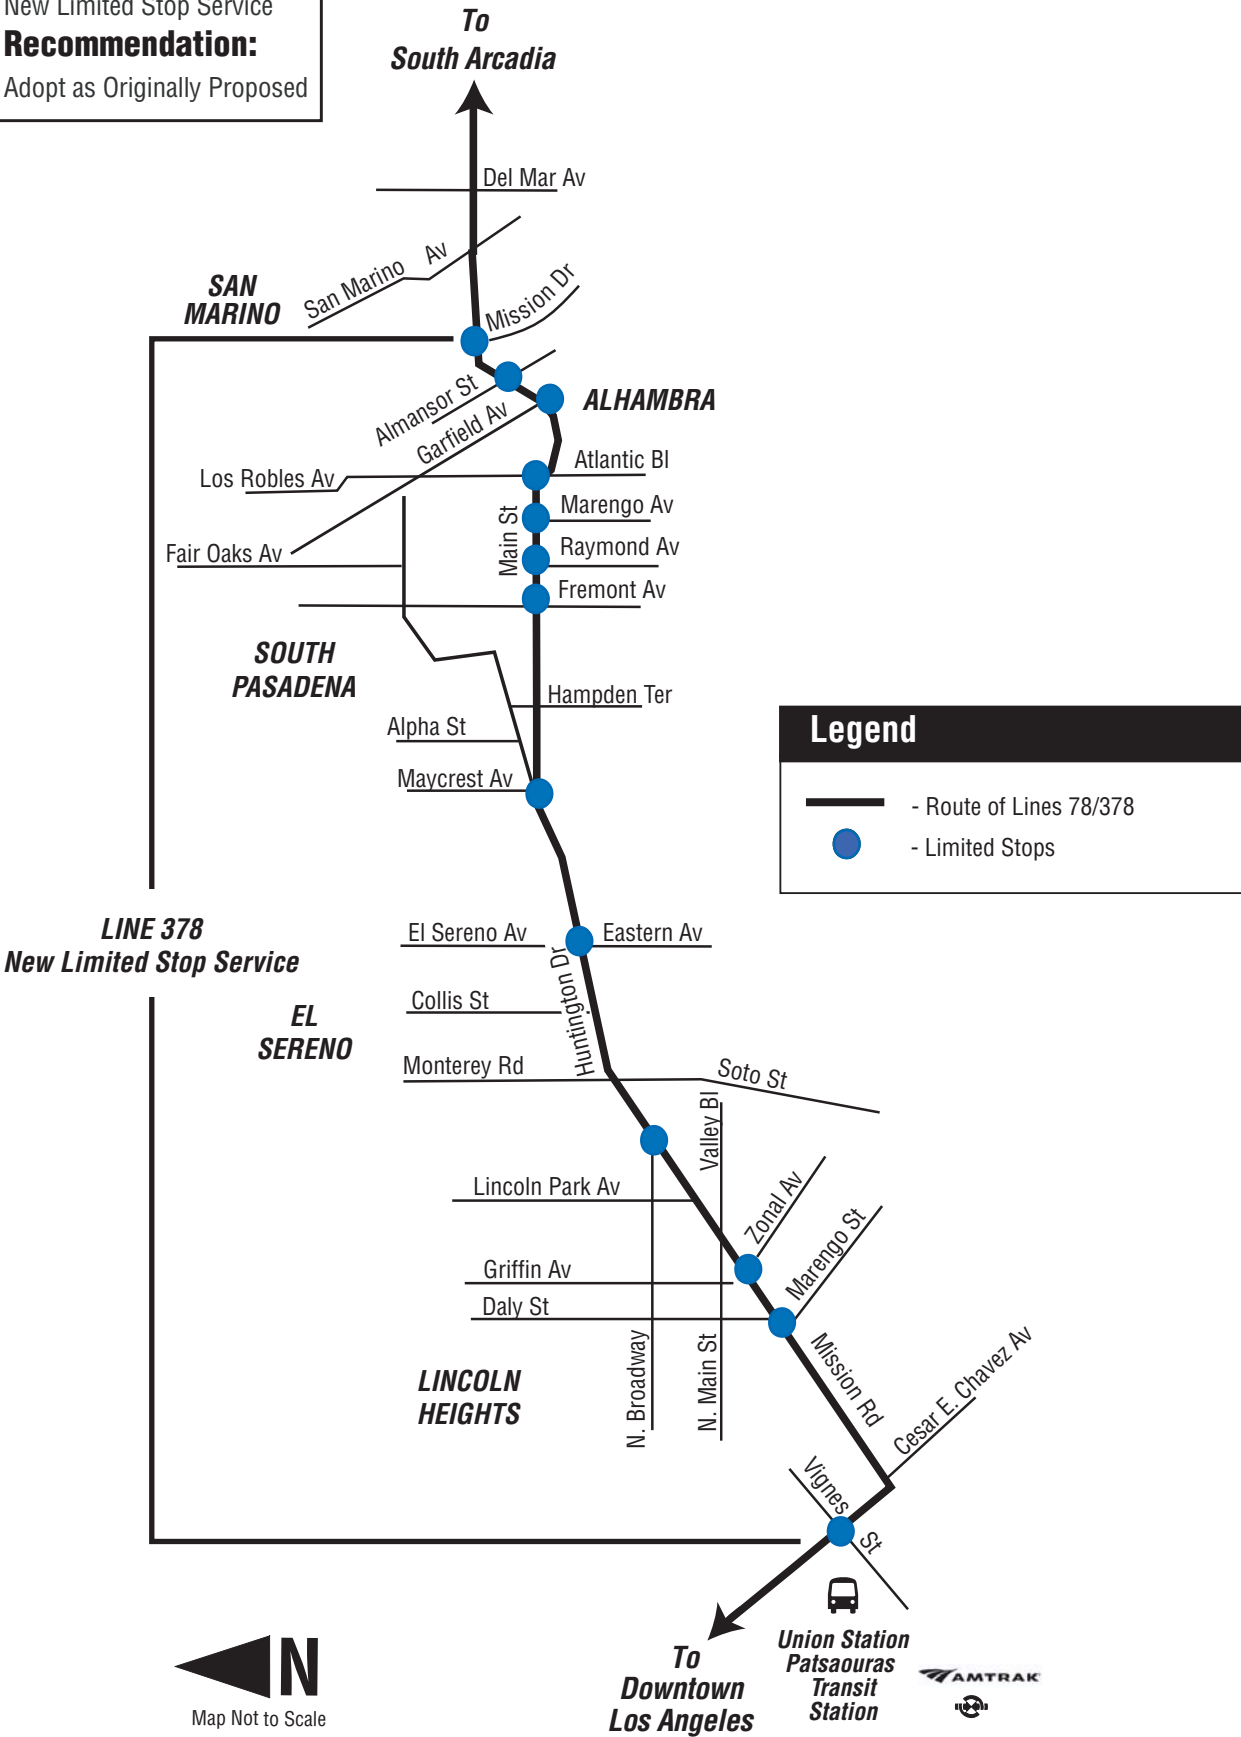 New Limited Stop Service
Recommendation:
Adopt as Originally Proposed
To
South Arcadia
Del Mar Av
San Marino Av
SAN
MARINO
Mission Dr
Almansor St
ALHAMBRA
Garfield Av
Los Robles Av
Atlantic Bl
Marengo Av
Main St
Raymond Av
Fair Oaks Av
Fremont Av
SOUTH
PASADENA
Hampden Ter
Alpha St
Maycrest Av
Legend
- Route of Lines 78/378
- Limited Stops
LINE 378
New Limited Stop Service
El Sereno Av
Eastern Av
Huntington Dr
Collis St
EL
SERENO
Monterey Rd
Soto St
Valley Bl
Lincoln Park Av
Zonal Av
Marengo St
Griffin Av
Daly St
LINCOLN
HEIGHTS
N. Broadway
N. Main St
Mission Rd
Cesar E. Chavez Av
Vignes St
Union Station
Patsaouras
Transit
Station
AMTRAK
To
Downtown
Los Angeles
N
Map Not to Scale